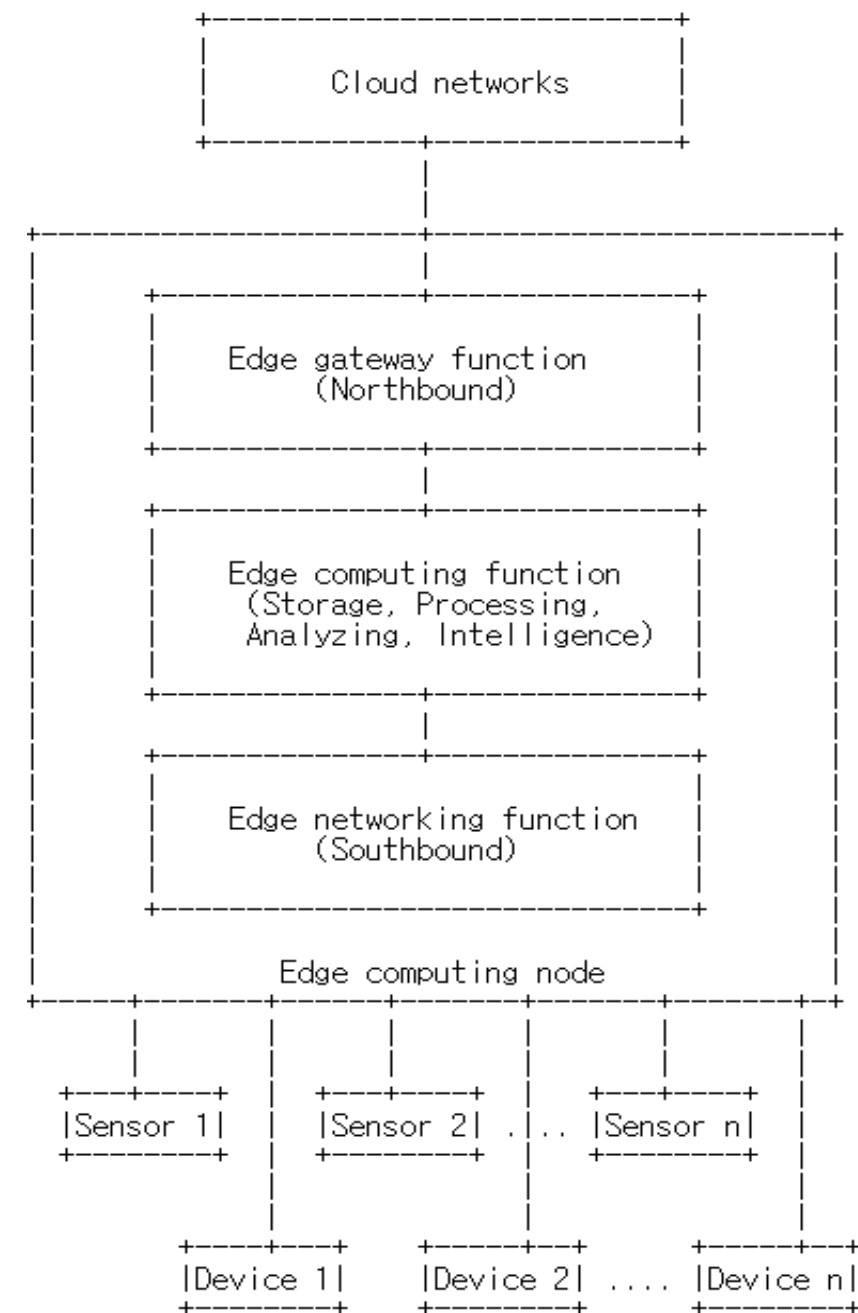 Cloud networks
Edge gateway function
(Northbound)
Edge computing function
(Storage, Processing,
Analyzing, Intelligence)
Edge networking function
(Southbound)
Edge computing node
|Sensor 1| |Sensor 2| .... |Sensor n|
|Device 1| |Device 2| .... |Device n|